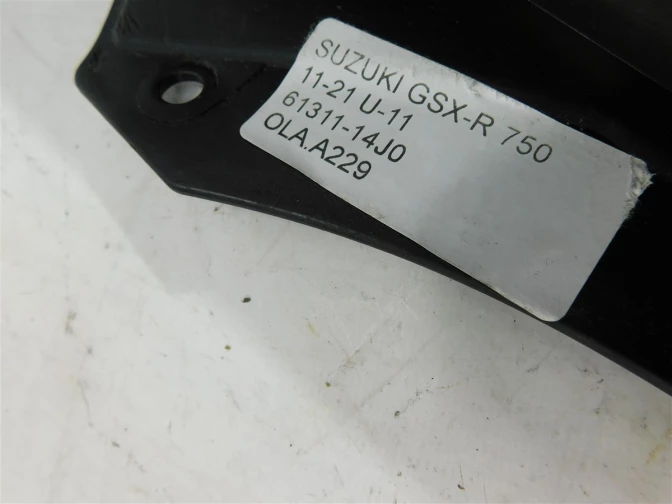 SUZUKI GSX-R 750
11-21 U-11
61311-14J0
OLA.A229